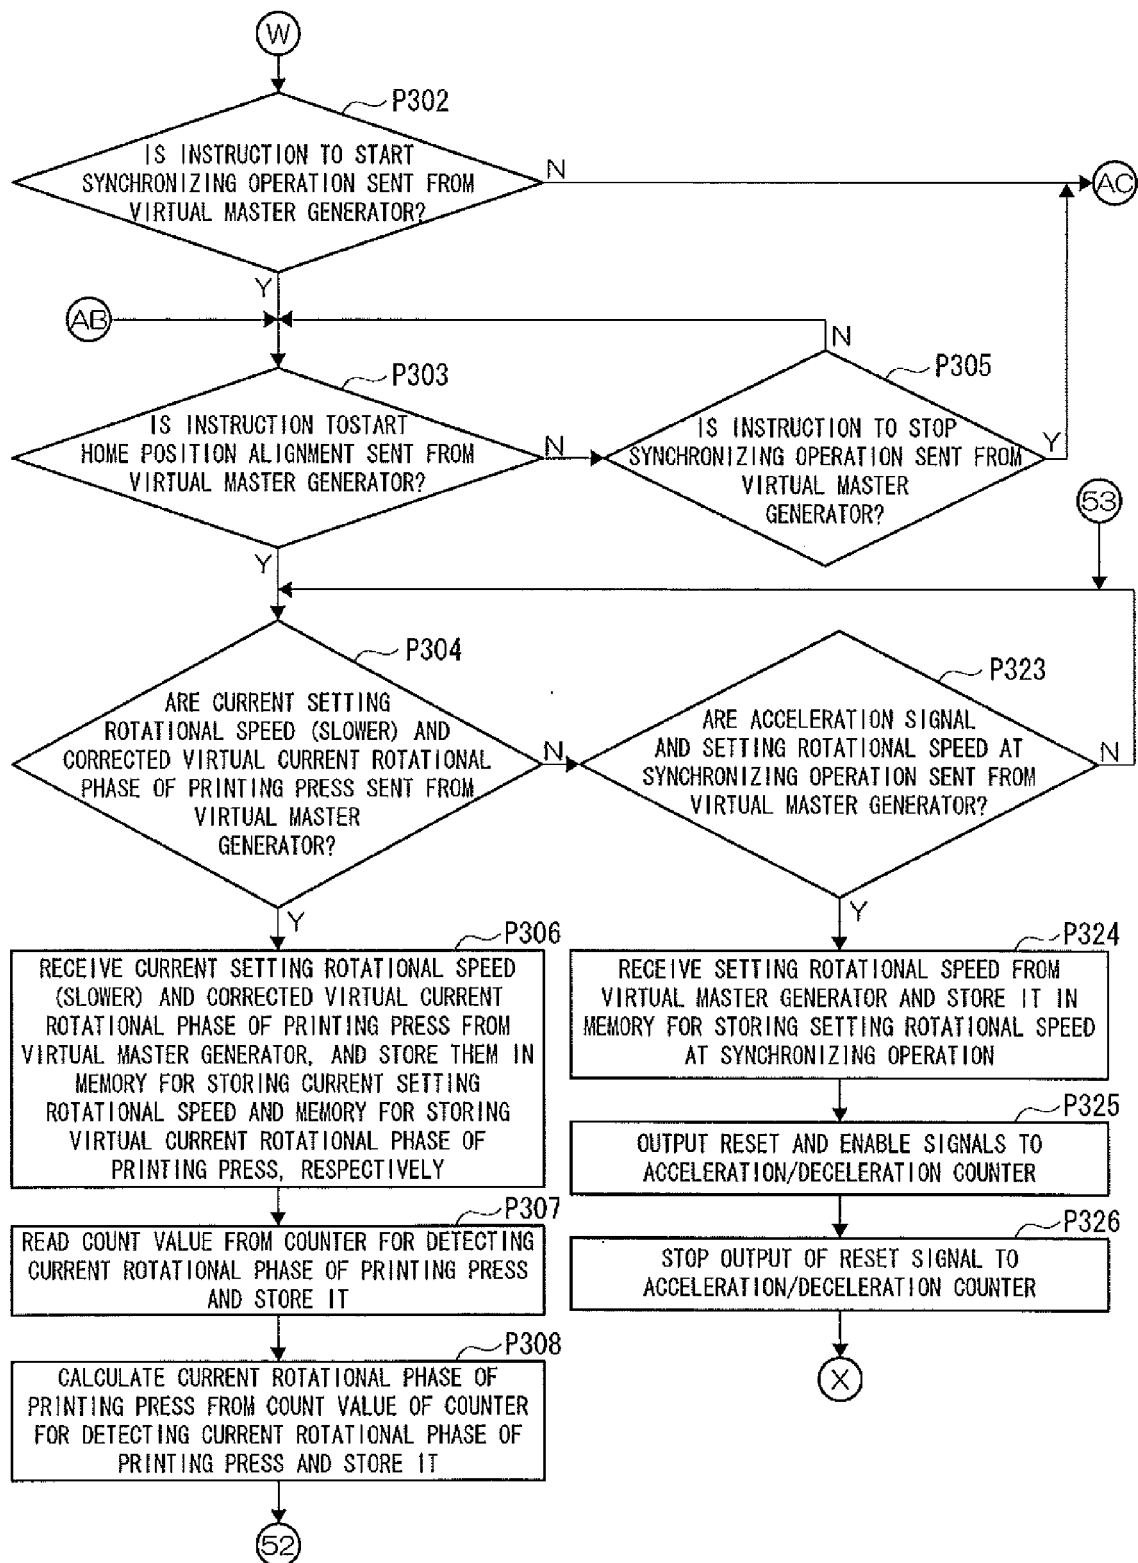 W
P302
IS INSTRUCTION TO START
SYNCHRONIZING OPERATION SENT FROM
VIRTUAL MASTER GENERATOR?
N
AC
Y
AB
N
P303
P305
IS INSTRUCTION TOSTART
HOME POSITION ALIGNMENT SENT FROM
VIRTUAL MASTER GENERATOR?
N
IS INSTRUCTION TO STOP
SYNCHRONIZING OPERATION SENT FROM
VIRTUAL MASTER
GENERATOR?
Y
53
Y
P304
ARE CURRENT SETTING
ROTATIONAL SPEED (SLOWER) AND
CORRECTED VIRTUAL CURRENT ROTATIONAL
PHASE OF PRINTING PRESS SENT FROM
VIRTUAL MASTER
GENERATOR?
N
P323
ARE ACCELERATION SIGNAL
AND SETTING ROTATIONAL SPEED AT
SYNCHRONIZING OPERATION SENT FROM
VIRTUAL MASTER GENERATOR?
N
Y
Y
P306
RECEIVE CURRENT SETTING ROTATIONAL SPEED
(SLOWER) AND CORRECTED VIRTUAL CURRENT
ROTATIONAL PHASE OF PRINTING PRESS FROM
VIRTUAL MASTER GENERATOR, AND STORE THEM IN
MEMORY FOR STORING CURRENT SETTING
ROTATIONAL SPEED AND MEMORY FOR STORING
VIRTUAL CURRENT ROTATIONAL PHASE OF
PRINTING PRESS, RESPECTIVELY
P324
RECEIVE SETTING ROTATIONAL SPEED FROM
VIRTUAL MASTER GENERATOR AND STORE IT IN
MEMORY FOR STORING SETTING ROTATIONAL SPEED
AT SYNCHRONIZING OPERATION
P325
OUTPUT RESET AND ENABLE SIGNALS TO
ACCELERATION/DECELERATION COUNTER
P307
READ COUNT VALUE FROM COUNTER FOR DETECTING
CURRENT ROTATIONAL PHASE OF PRINTING PRESS
AND STORE IT
P326
STOP OUTPUT OF RESET SIGNAL TO
ACCELERATION/DECELERATION COUNTER
P308
CALCULATE CURRENT ROTATIONAL PHASE OF
PRINTING PRESS FROM COUNT VALUE OF COUNTER
FOR DETECTING CURRENT ROTATIONAL PHASE OF
PRINTING PRESS AND STORE IT
X
52